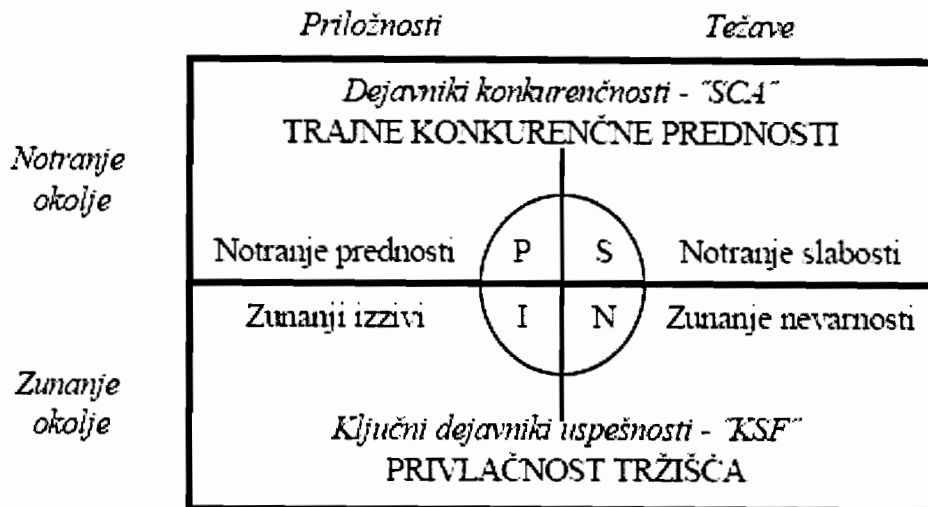 Priložnosti Težave
Dejavniki konkurenčnosti - "SCA"
TRAJNE KONKURENČNE PREDNOSTI
Notranje
okolje
Notranje prednosti P S Notranje slabosti
Zunanji izzivi I N Zunanje nevarnosti
Zunanje
okolje
Ključni dejavniki uspešnosti - "KSF"
PRIVLAČNOST TRŽIŠČA